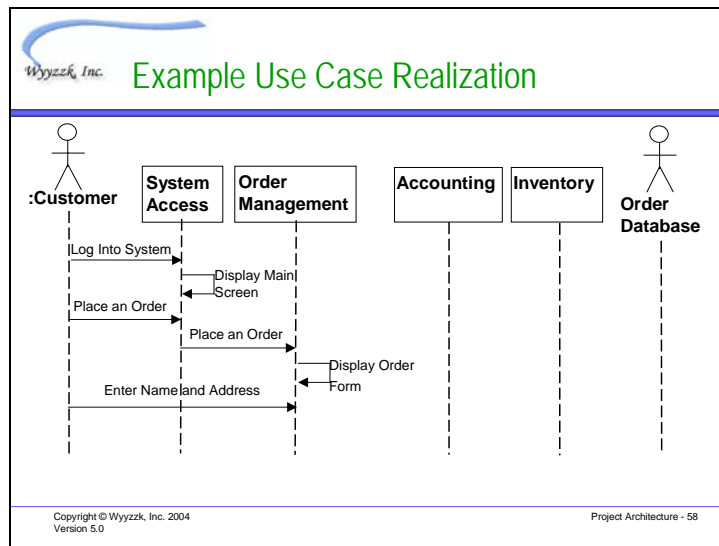 Wyyzzk, Inc.
Example Use Case Realization
:Customer
System
Access
Order
Management
Accounting
Inventory
Order
Database
Log Into System
Display Main
Screen
Place an Order
Place an Order
Display Order
Form
Enter Name and Address
Copyright © Wyyzzk, Inc. 2004
Version 5.0
Project Architecture - 58